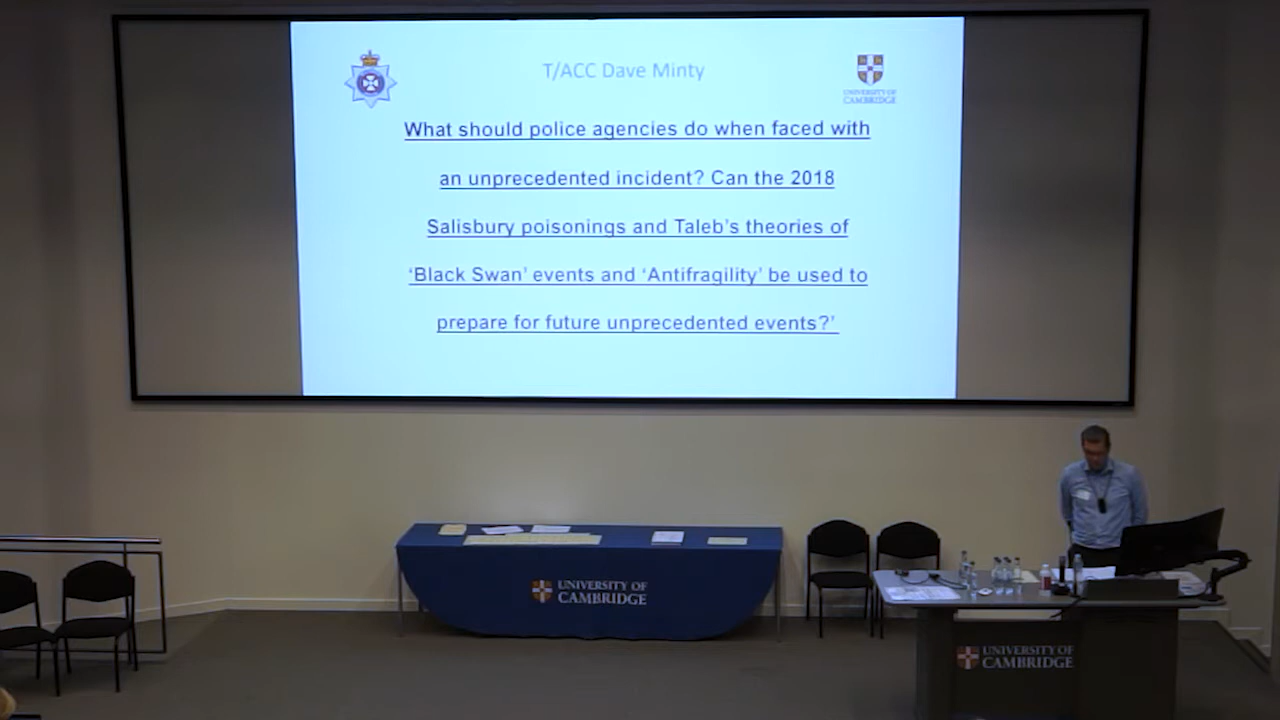 T/ACC Dave Minty
UNIVERSITY OF
CAMBRIDGE
What should police agencies do when faced with
an unprecedented incident? Can the 2018
Salisbury poisonings and Taleb’s theories of
‘Black Swan’ events and ‘Antifragility’ be used to
prepare for future unprecedented events?’
UNIVERSITY OF
CAMBRIDGE
UNIVERSITY OF
CAMBRIDGE